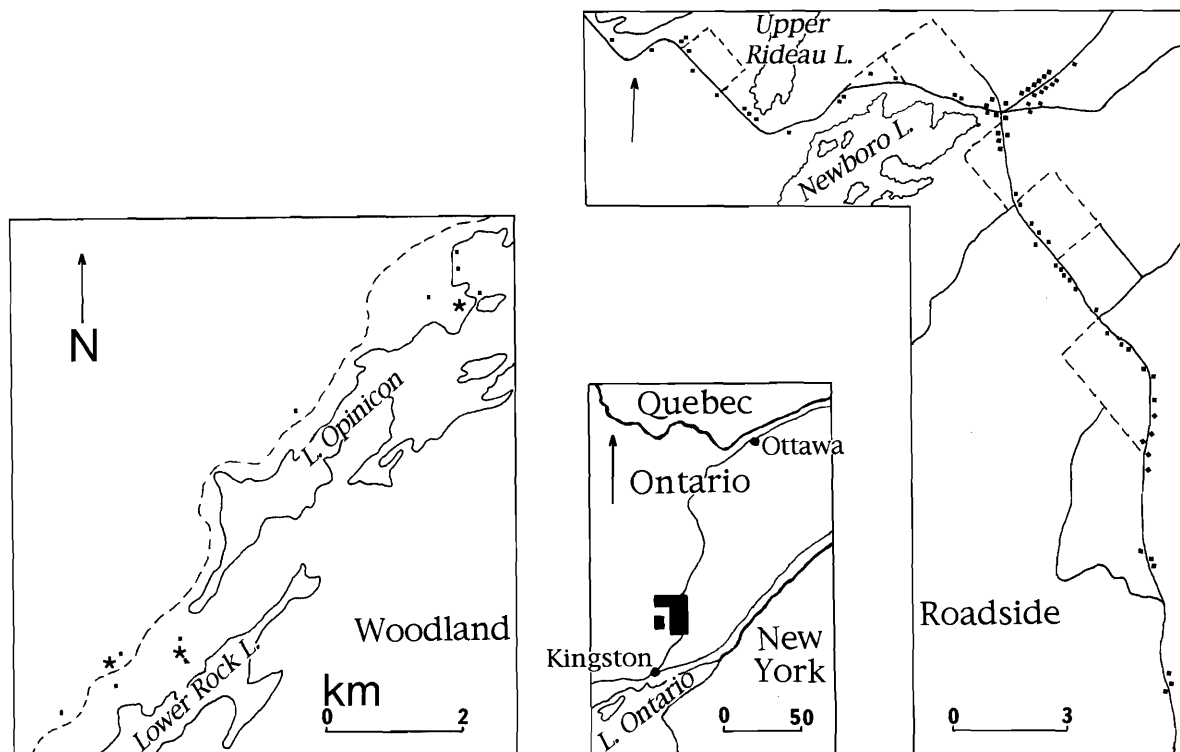 Upper
Rideau L.
Newboro L.
N
L. Opinicon
Woodland
Lower Rock L.
km
0 2
Quebec
Ottawa
Ontario
Kingston
New
York
L. Ontario
0 50
Roadside
0 3